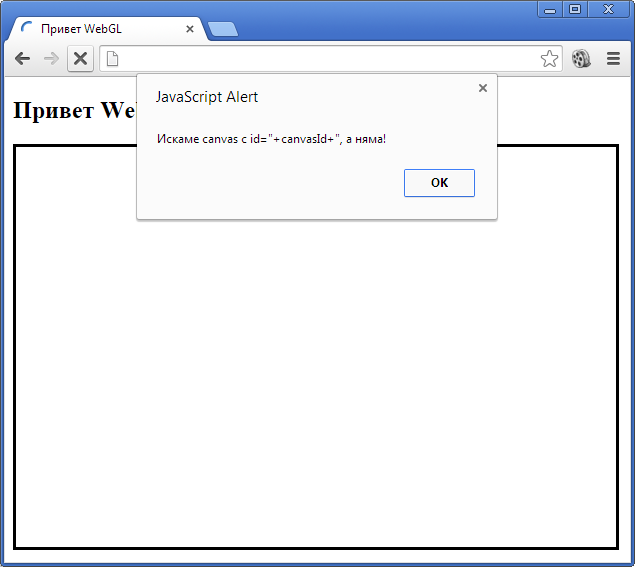 Привет WebGL
Привет We
JavaScript Alert
Искаме canvas с id="+canvasId+", а няма!
OK